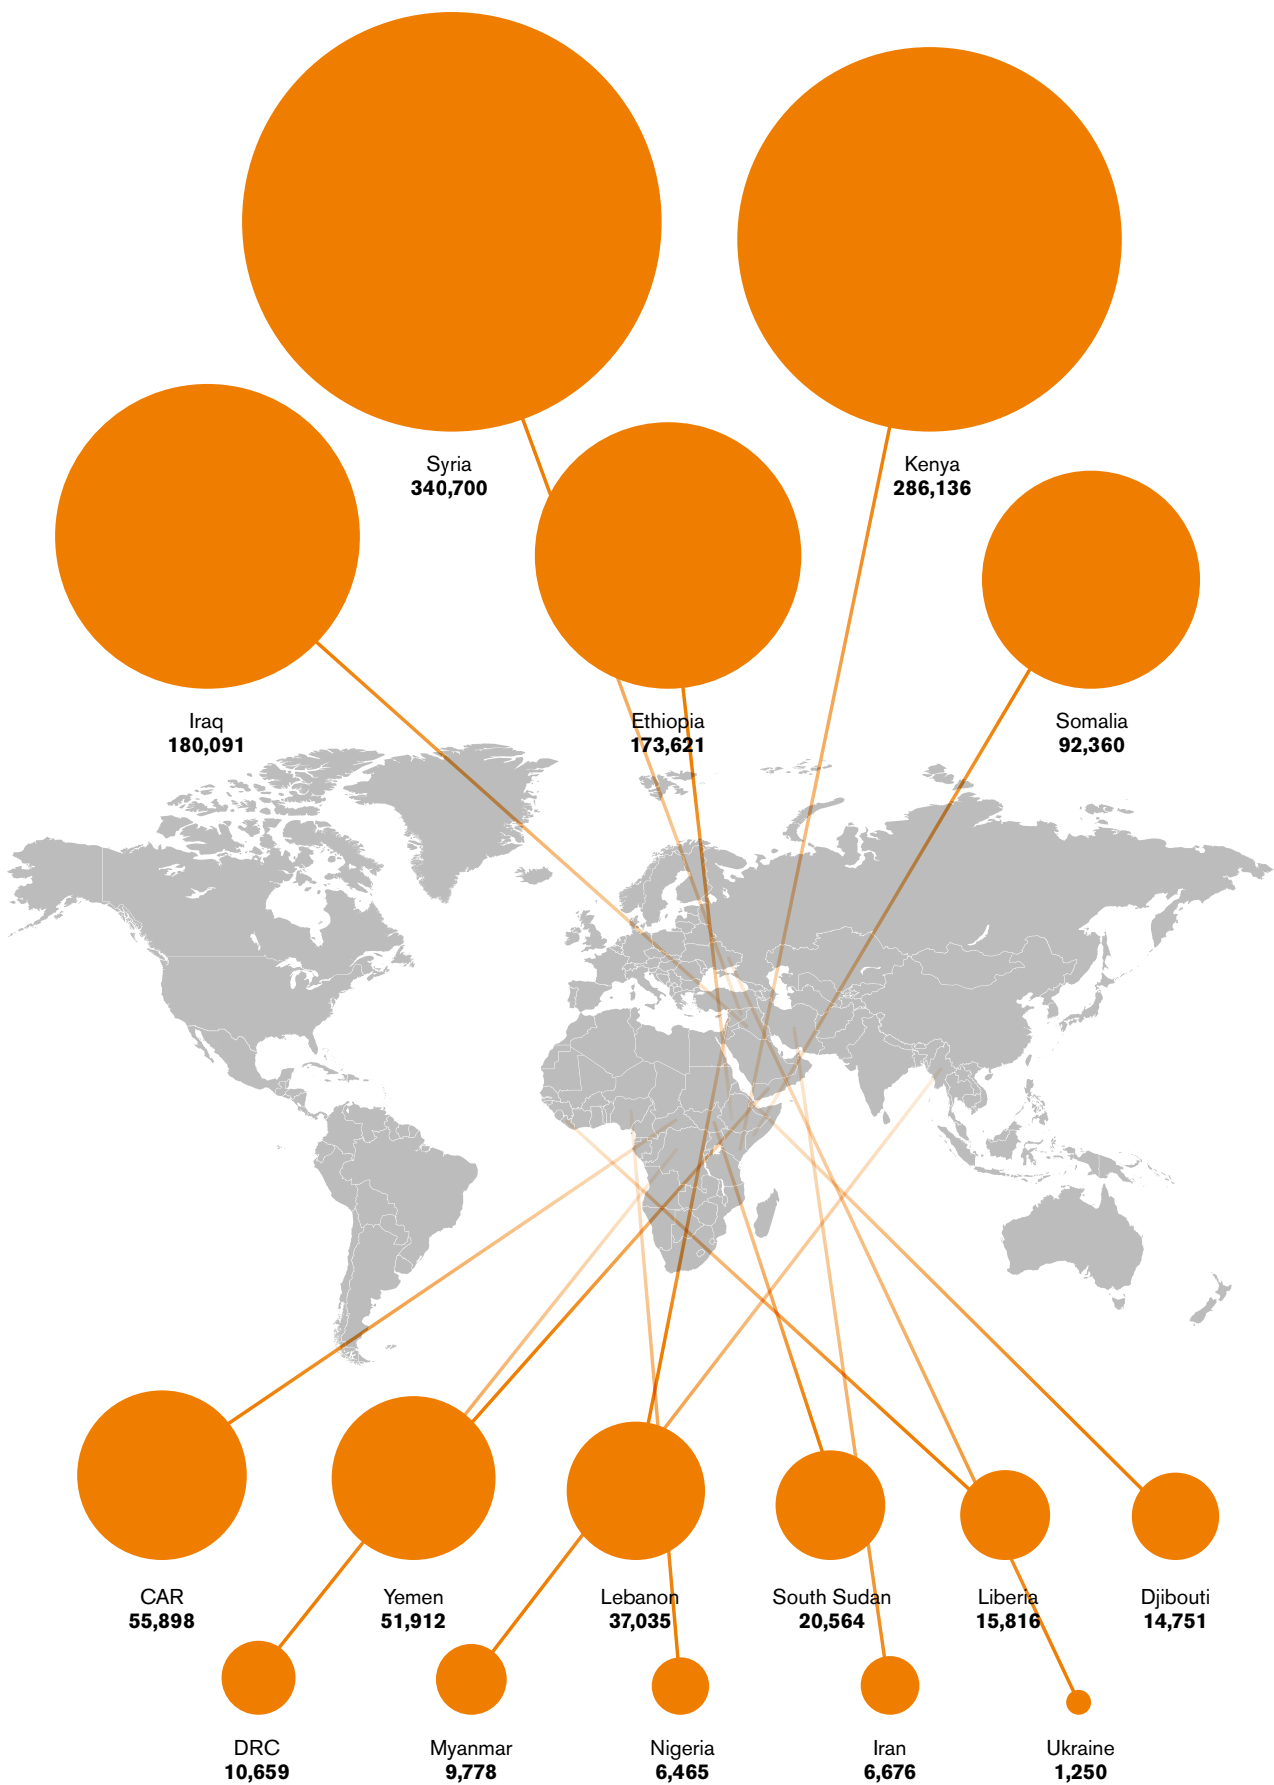 Syria
340,700
Kenya
286,136
Iraq
180,091
Ethiopia
173,621
Somalia
92,360
CAR
55,898
Yemen
51,912
Lebanon
37,035
South Sudan
20,564
Liberia
15,816
Djibouti
14,751
DRC
10,659
Myanmar
9,778
Nigeria
6,465
Iran
6,676
Ukraine
1,250